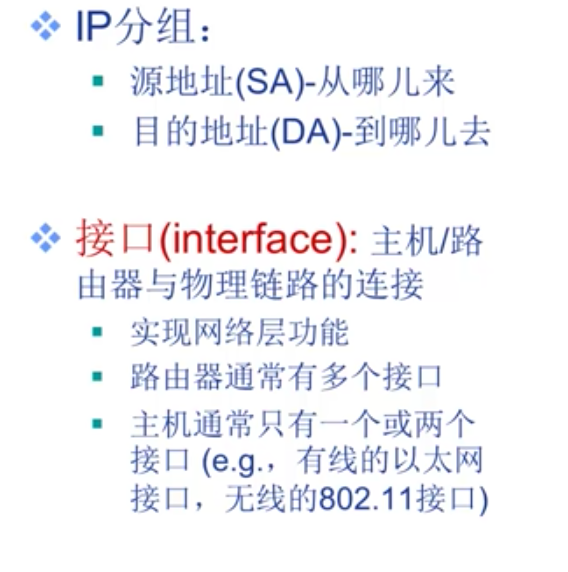 IP分组：
源地址(SA)-从哪儿来
目的地址(DA)-到哪儿去
接口(interface): 主机/路
由器与物理链路的连接
实现网络层功能
路由器通常有多个接口
主机通常只有一个或两个
接口 (e.g.，有线的以太网
接口，无线的802.11接口)